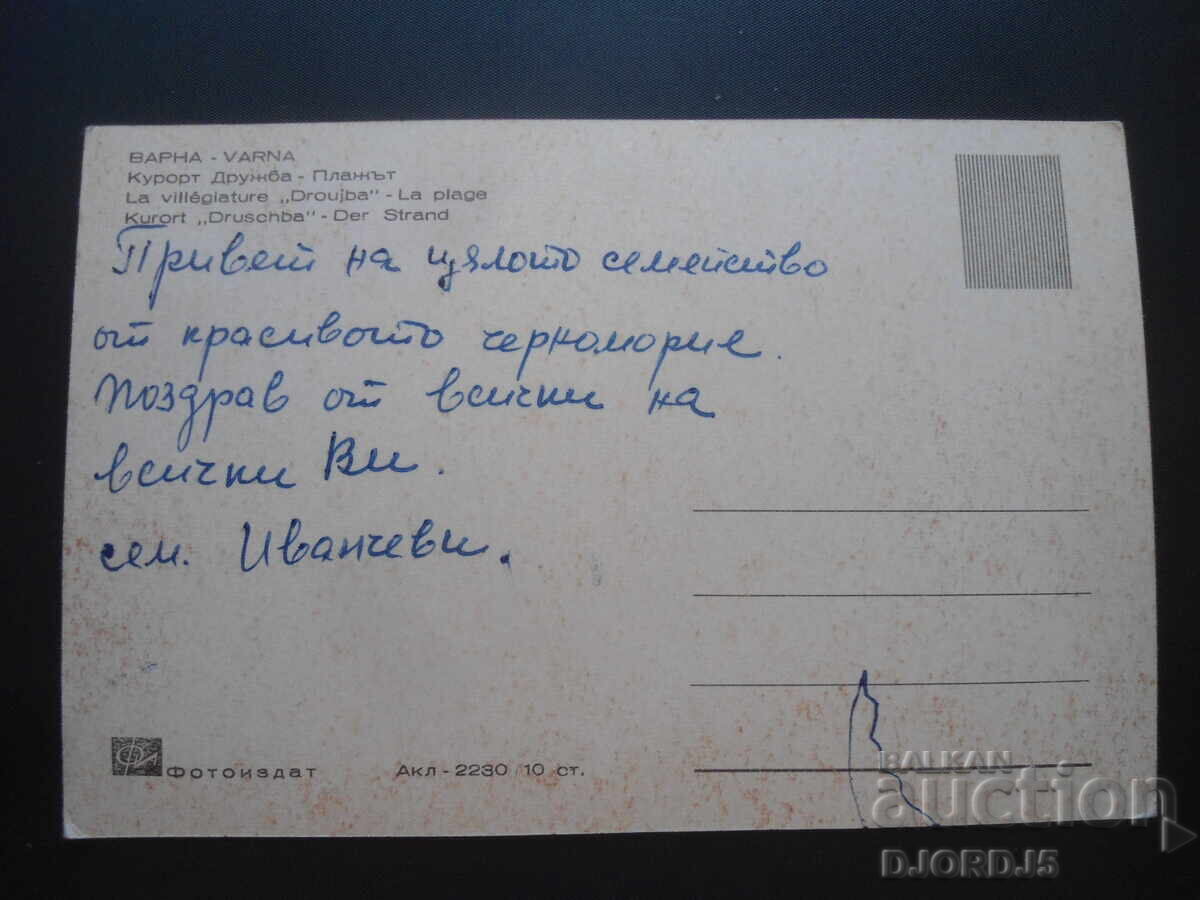 ВАРНА - VARNA
Курорт Дружба - Плажът
La villégiature „Droujba" - La plage
Kurort „Druschba" - Der Strand
Привет на цялото семейство
от красивото черноморие.
Поздрав от всички на
всички Ви.
сем. Иванчеви.
Фотоиздат Акл - 2230 / 10 ст.
BALKAN
auction
DJORDJ5